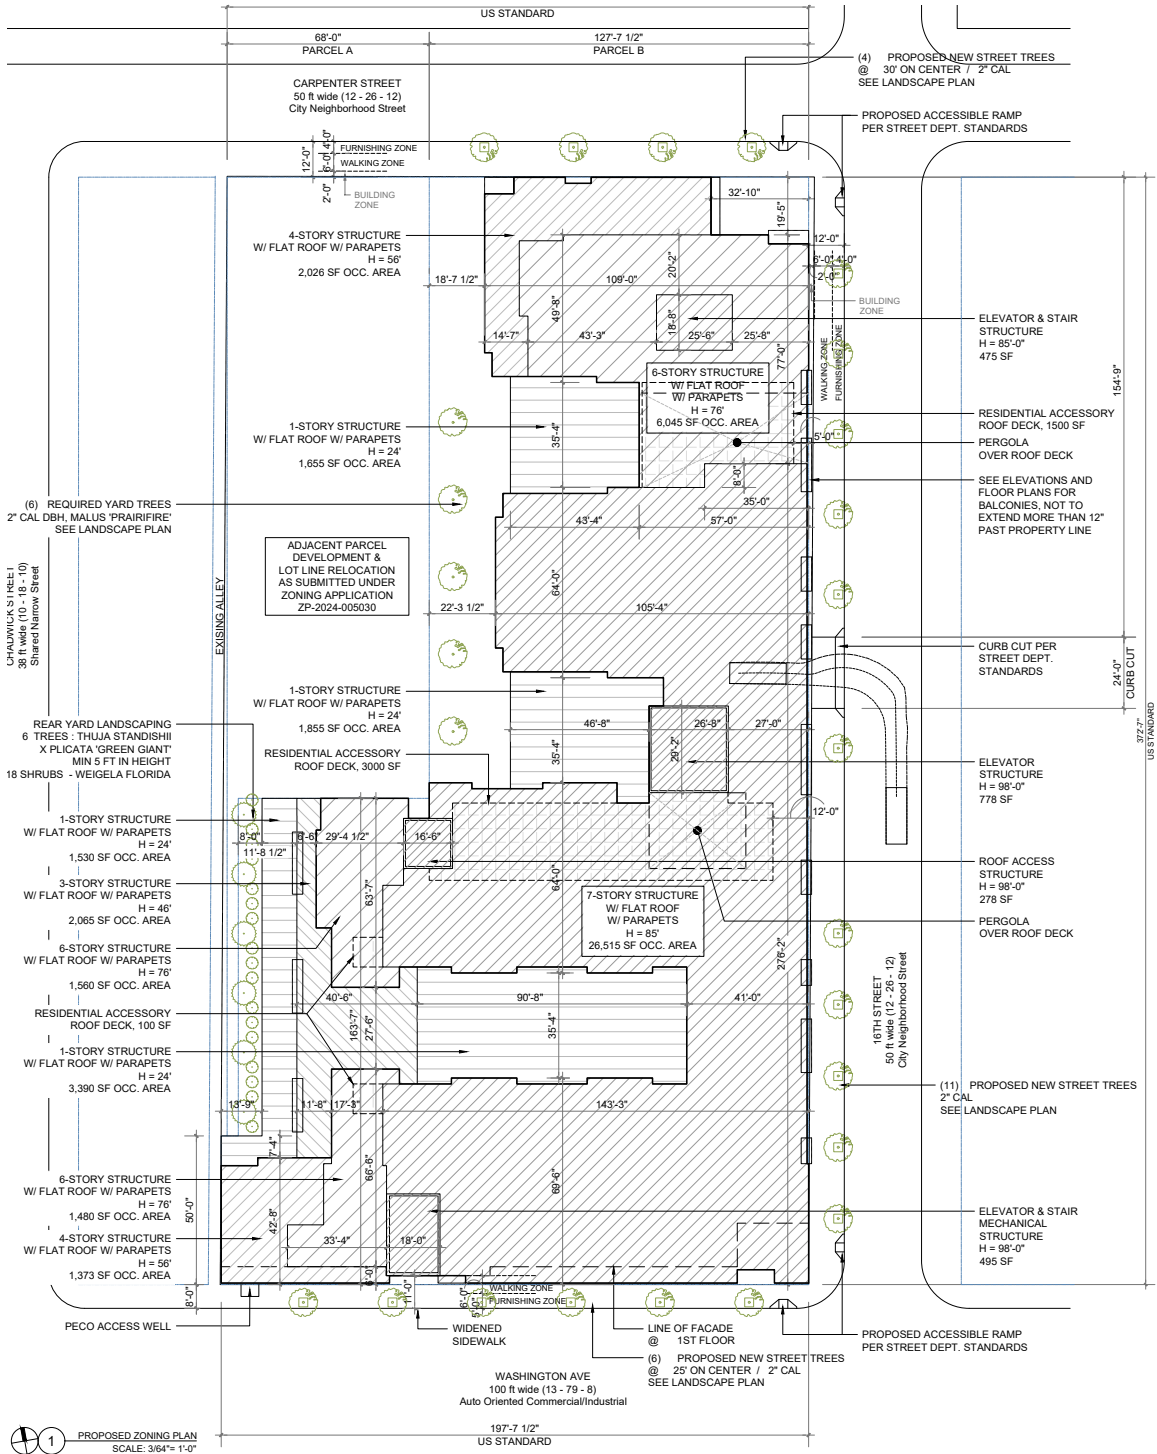 US STANDARD
68'-0"
127'-7 1/2"
PARCEL A
PARCEL B
(4) PROPOSED NEW STREET TREES
@ 30' ON CENTER / 2" CAL
SEE LANDSCAPE PLAN
CARPENTER STREET
50 ft wide (12 - 26 - 12)
City Neighborhood Street
PROPOSED ACCESSIBLE RAMP
PER STREET DEPT. STANDARDS
12'-0"
4'-0"
6'-0"
2'-0"
FURNISHING ZONE
WALKING ZONE
BUILDING
ZONE
32'-10"
19'-5"
4-STORY STRUCTURE
W/ FLAT ROOF W/ PARAPETS
H = 56'
2,026 SF OCC. AREA
12'-0"
6'-0"
4'-0"
2'-0"
18'-7 1/2"
109'-0"
20'-2"
49'-8"
18'-8"
BUILDING
ZONE
14'-7"
43'-3"
25'-6"
25'-8"
77'-0"
WALKING ZONE
FURNISHING ZONE
ELEVATOR & STAIR
STRUCTURE
H = 85'-0"
475 SF
154'-9"
6-STORY STRUCTURE
W/ FLAT ROOF
W/ PARAPETS
H = 76'
6,045 SF OCC. AREA
1-STORY STRUCTURE
W/ FLAT ROOF W/ PARAPETS
H = 24'
1,655 SF OCC. AREA
35'-4"
5'-0"
RESIDENTIAL ACCESSORY
ROOF DECK, 1500 SF
PERGOLA
OVER ROOF DECK
8'-0"
35'-0"
SEE ELEVATIONS AND
FLOOR PLANS FOR
BALCONIES, NOT TO
EXTEND MORE THAN 12"
PAST PROPERTY LINE
(6) REQUIRED YARD TREES
2" CAL DBH, MALUS 'PRAIRIFIRE'
SEE LANDSCAPE PLAN
43'-4"
57'-0"
ADJACENT PARCEL
DEVELOPMENT &
LOT LINE RELOCATION
AS SUBMITTED UNDER
ZONING APPLICATION
ZP-2024-005030
CHADWICK STREET
38 ft wide (10 - 18 - 10)
Shared Narrow Street
EXISING ALLEY
64'-0"
22'-3 1/2"
105'-4"
CURB CUT PER
STREET DEPT.
STANDARDS
24'-0"
CURB CUT
372'-7"
US STANDARD
1-STORY STRUCTURE
W/ FLAT ROOF W/ PARAPETS
H = 24'
1,855 SF OCC. AREA
46'-8"
26'-8"
27'-0"
35'-4"
29'-2"
REAR YARD LANDSCAPING
6 TREES : THUJA STANDISHII
X PLICATA 'GREEN GIANT'
MIN 5 FT IN HEIGHT
18 SHRUBS - WEIGELA FLORIDA
RESIDENTIAL ACCESSORY
ROOF DECK, 3000 SF
ELEVATOR
STRUCTURE
H = 98'-0"
778 SF
12'-0"
1-STORY STRUCTURE
W/ FLAT ROOF W/ PARAPETS
H = 24'
1,530 SF OCC. AREA
8'-0"
6'-6"
29'-4 1/2"
16'-6"
11'-8 1/2"
ROOF ACCESS
STRUCTURE
H = 98'-0"
278 SF
3-STORY STRUCTURE
W/ FLAT ROOF W/ PARAPETS
H = 46'
2,065 SF OCC. AREA
63'-7"
64'-0"
7-STORY STRUCTURE
W/ FLAT ROOF
W/ PARAPETS
H = 85'
26,515 SF OCC. AREA
PERGOLA
OVER ROOF DECK
6-STORY STRUCTURE
W/ FLAT ROOF W/ PARAPETS
H = 76'
1,560 SF OCC. AREA
276'-2"
16TH STREET
50 ft wide (12 - 26 - 12)
City Neighborhood Street
40'-6"
90'-8"
41'-0"
RESIDENTIAL ACCESSORY
ROOF DECK, 100 SF
163'-7"
27'-6"
35'-4"
1-STORY STRUCTURE
W/ FLAT ROOF W/ PARAPETS
H = 24'
3,390 SF OCC. AREA
(11) PROPOSED NEW STREET TREES
2" CAL
SEE LANDSCAPE PLAN
13'-9"
11'-8"
17'-3"
143'-3"
7'-4"
6-STORY STRUCTURE
W/ FLAT ROOF W/ PARAPETS
H = 76'
1,480 SF OCC. AREA
66'-6"
69'-6"
50'-0"
42'-8"
4-STORY STRUCTURE
W/ FLAT ROOF W/ PARAPETS
H = 56'
1,373 SF OCC. AREA
33'-4"
18'-0"
ELEVATOR & STAIR
MECHANICAL
STRUCTURE
H = 98'-0"
495 SF
8'-0"
6'-0"
11'-0"
6'-0"
5'-0"
WALKING ZONE
FURNISHING ZONE
PECO ACCESS WELL
WIDENED
SIDEWALK
LINE OF FACADE
@ 1ST FLOOR
(6) PROPOSED NEW STREET TREES
@ 25' ON CENTER / 2" CAL
SEE LANDSCAPE PLAN
PROPOSED ACCESSIBLE RAMP
PER STREET DEPT. STANDARDS
WASHINGTON AVE
100 ft wide (13 - 79 - 8)
Auto Oriented Commercial/Industrial
197'-7 1/2"
US STANDARD
1
PROPOSED ZONING PLAN
SCALE: 3/64"= 1'-0"